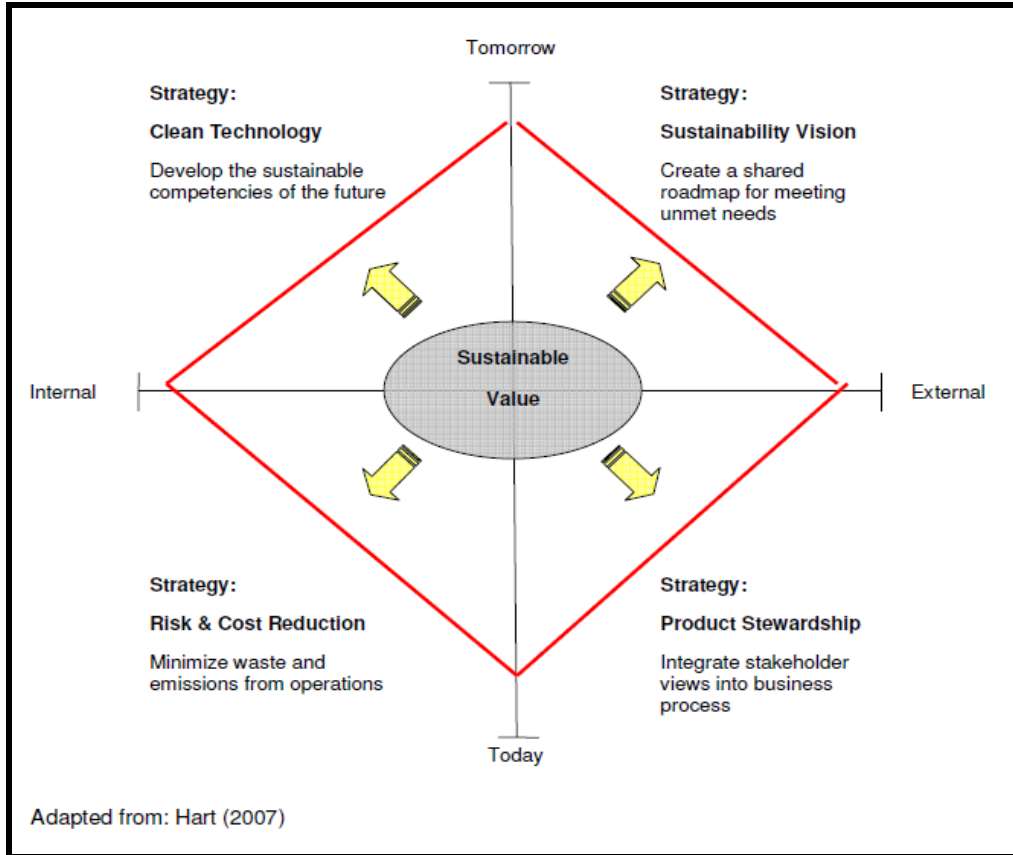 Tomorrow
Strategy:
Clean Technology
Develop the sustainable
competencies of the future
Strategy:
Sustainability Vision
Create a shared
roadmap for meeting
unmet needs
Internal
Sustainable
Value
External
Strategy:
Risk & Cost Reduction
Minimize waste and
emissions from operations
Strategy:
Product Stewardship
Integrate stakeholder
views into business
process
Today
Adapted from: Hart (2007)